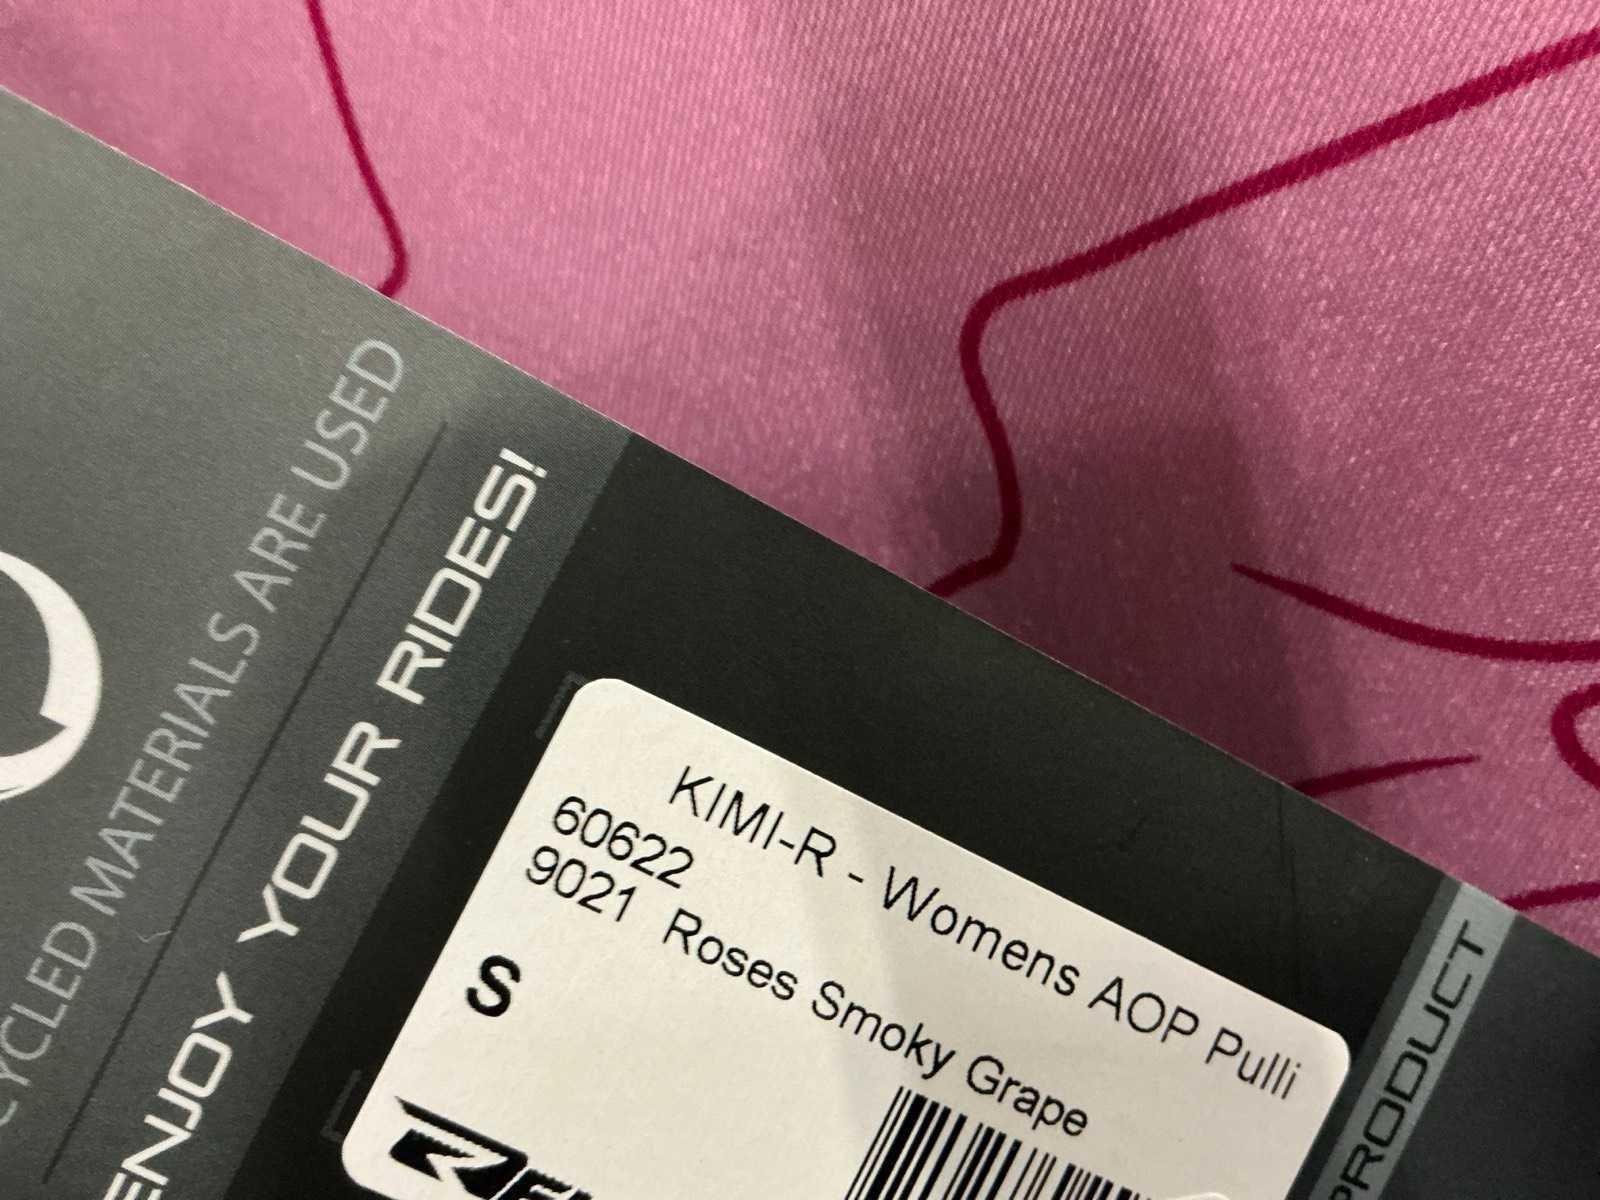 CYCLED MATERIALS ARE USED
ENJOY YOUR RIDES!
KIMI-R - Womens AOP Pulli
60622
9021 Roses Smoky Grape
S
PRODUCT